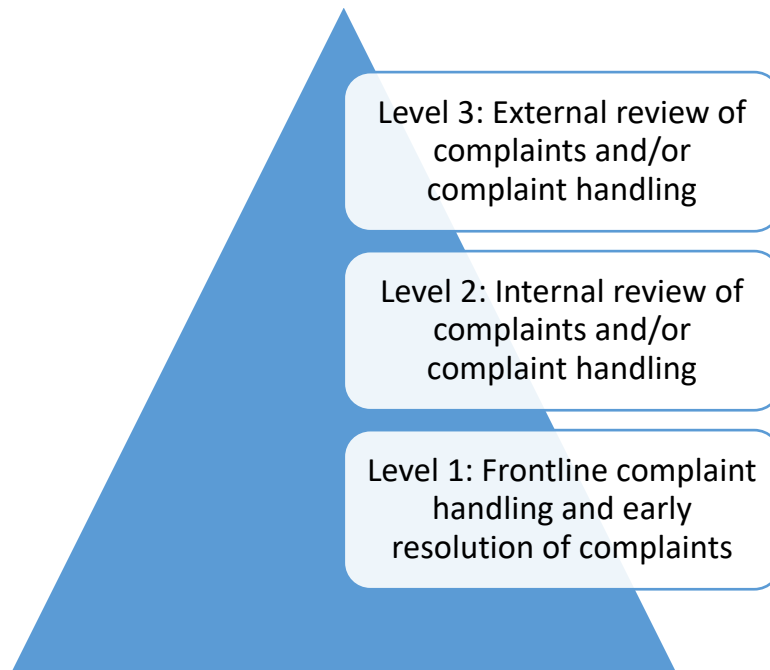 Level 3: External review of
complaints and/or
complaint handling
Level 2: Internal review of
complaints and/or
complaint handling
Level 1: Frontline complaint
handling and early
resolution of complaints